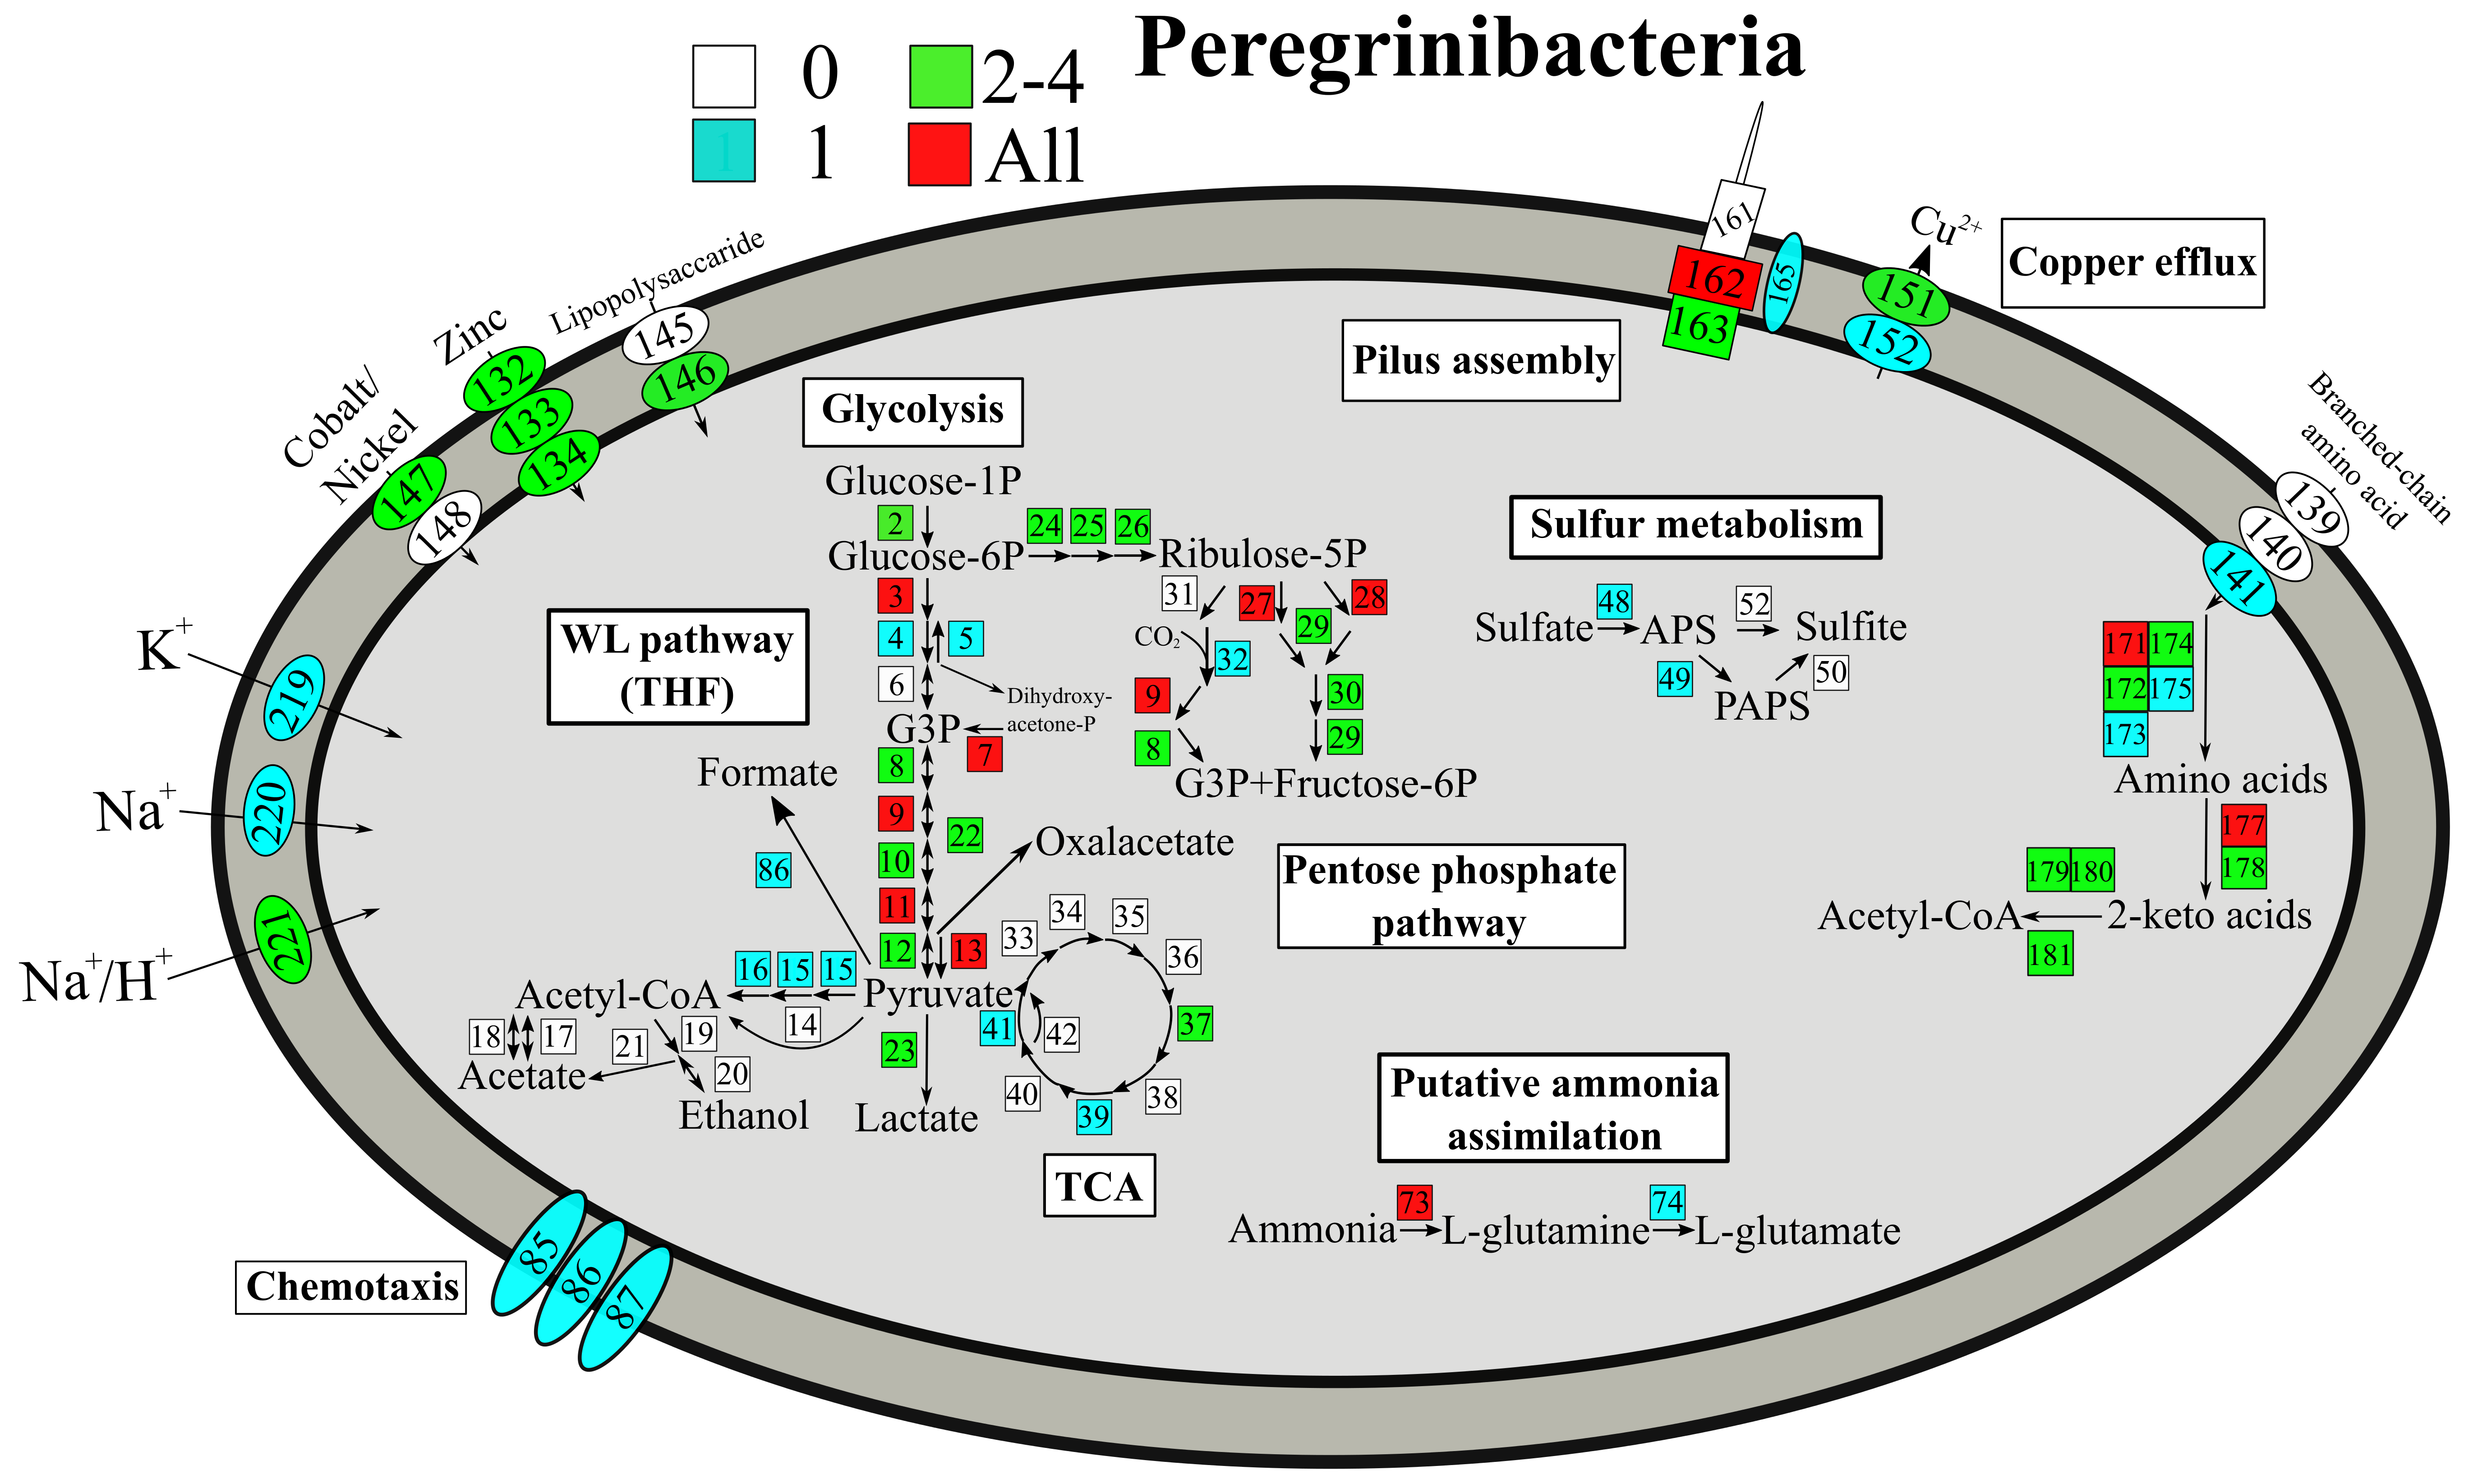 Peregrinibacteria
0
2-4
1
1
All
161
162
163
165
Cu2+
151
152
Copper efflux
Pilus assembly
Lipopolysaccaride
145
146
Zinc
132
133
134
Cobalt/
Nickel
147
148
Branched-chain
amino acid
139
140
141
Glycolysis
Glucose-1P
2
Glucose-6P
24
25
26
Ribulose-5P
3
4
5
6
Dihydroxy-
acetone-P
G3P
7
8
9
22
10
11
12
13
31
27
28
CO2
29
32
9
30
8
29
G3P+Fructose-6P
Pentose phosphate
pathway
Sulfur metabolism
Sulfate
48
APS
52
Sulfite
49
50
PAPS
171
174
172
175
173
Amino acids
177
178
179
180
Acetyl-CoA
2-keto acids
181
WL pathway
(THF)
Formate
86
Oxalacetate
16
15
15
Acetyl-CoA
Pyruvate
14
18
17
21
19
20
Acetate
Ethanol
23
Lactate
33
34
35
36
37
38
39
40
41
42
TCA
Putative ammonia
assimilation
Ammonia
73
L-glutamine
74
L-glutamate
K+
219
Na+
220
Na+/H+
221
Chemotaxis
85
86
87